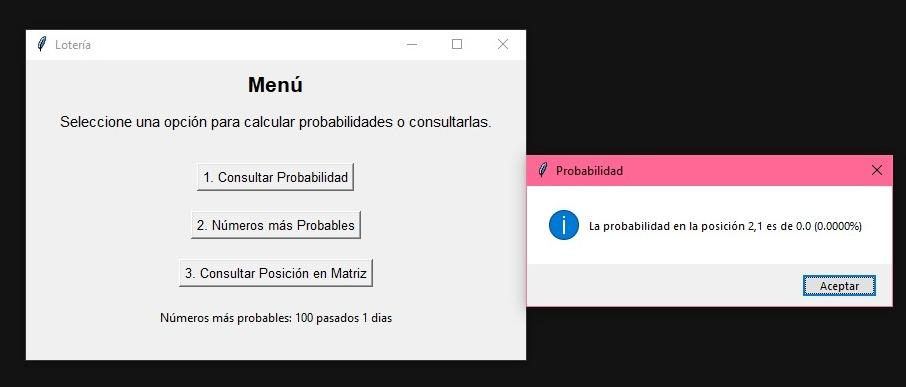 Lotería
Menú
Seleccione una opción para calcular probabilidades o consultarlas.
1. Consultar Probabilidad
2. Números más Probables
3. Consultar Posición en Matriz
Números más probables: 100 pasados 1 dias
Probabilidad
La probabilidad en la posición 2,1 es de 0.0 (0.0000%)
Aceptar